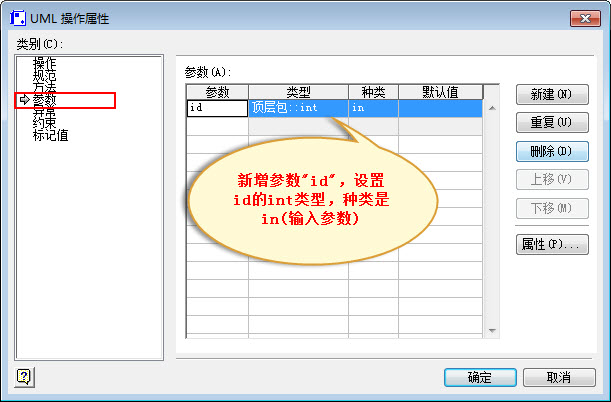 UML 操作属性
类别(C):
操作
规范
方法
参数
异常
约束
标记值
参数(A):
参数 类型 种类 默认值
id 顶层包::int in
新增参数"id", 设置
id的int类型, 种类是
in(输入参数)
新建(N)
重复(U)
删除(D)
上移(V)
下移(M)
属性(P)...
?
确定 取消